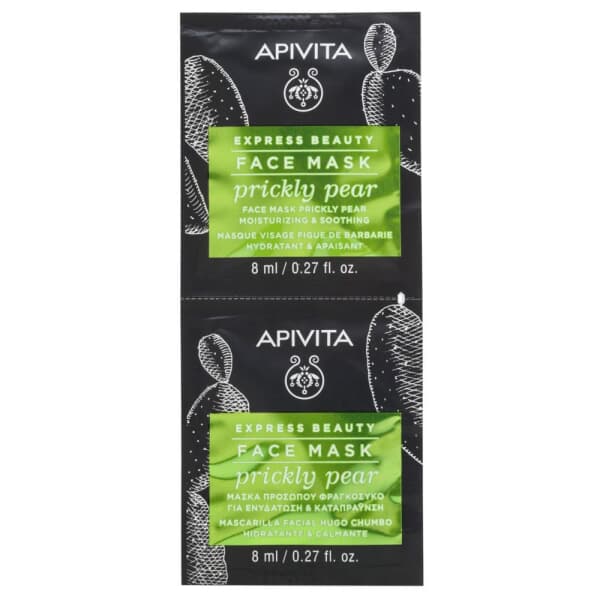 APIVITA
EXPRESS BEAUTY
FACE MASK
prickly pear
FACE MASK PRICKLY PEAR
MOISTURIZING & SOOTHING
MASQUE VISAGE FIGUE DE BARBARIE
HYDRATANT & APAISANT
8 ml / 0.27 fl. oz.
APIVITA
EXPRESS BEAUTY
FACE MASK
prickly pear
ΜΑΣΚΑ ΠΡΟΣΩΠΟΥ ΦΡΑΓΚΟΣΥΚΟ
ΓΙΑ ΕΝΥΔΑΤΩΣΗ & ΚΑΤΑΠΡΑΫΝΣΗ
MASCARILLA FACIAL HUGO CHUMBO
HIDRATANTE & CALMANTE
8 ml / 0.27 fl. oz.